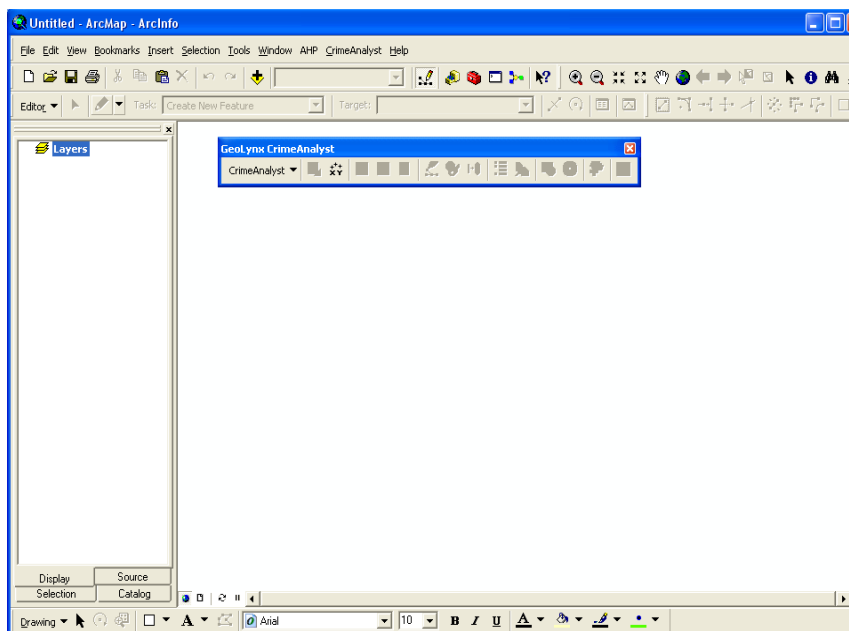 Untitled - ArcMap - ArcInfo
File Edit View Bookmarks Insert Selection Tools Window AHP CrimeAnalyst Help
Editor Task: Create New Feature Target:
Layers
GeoLynx CrimeAnalyst
CrimeAnalyst XY
Display Source
Selection Catalog
Drawing A Arial 10 B I U A